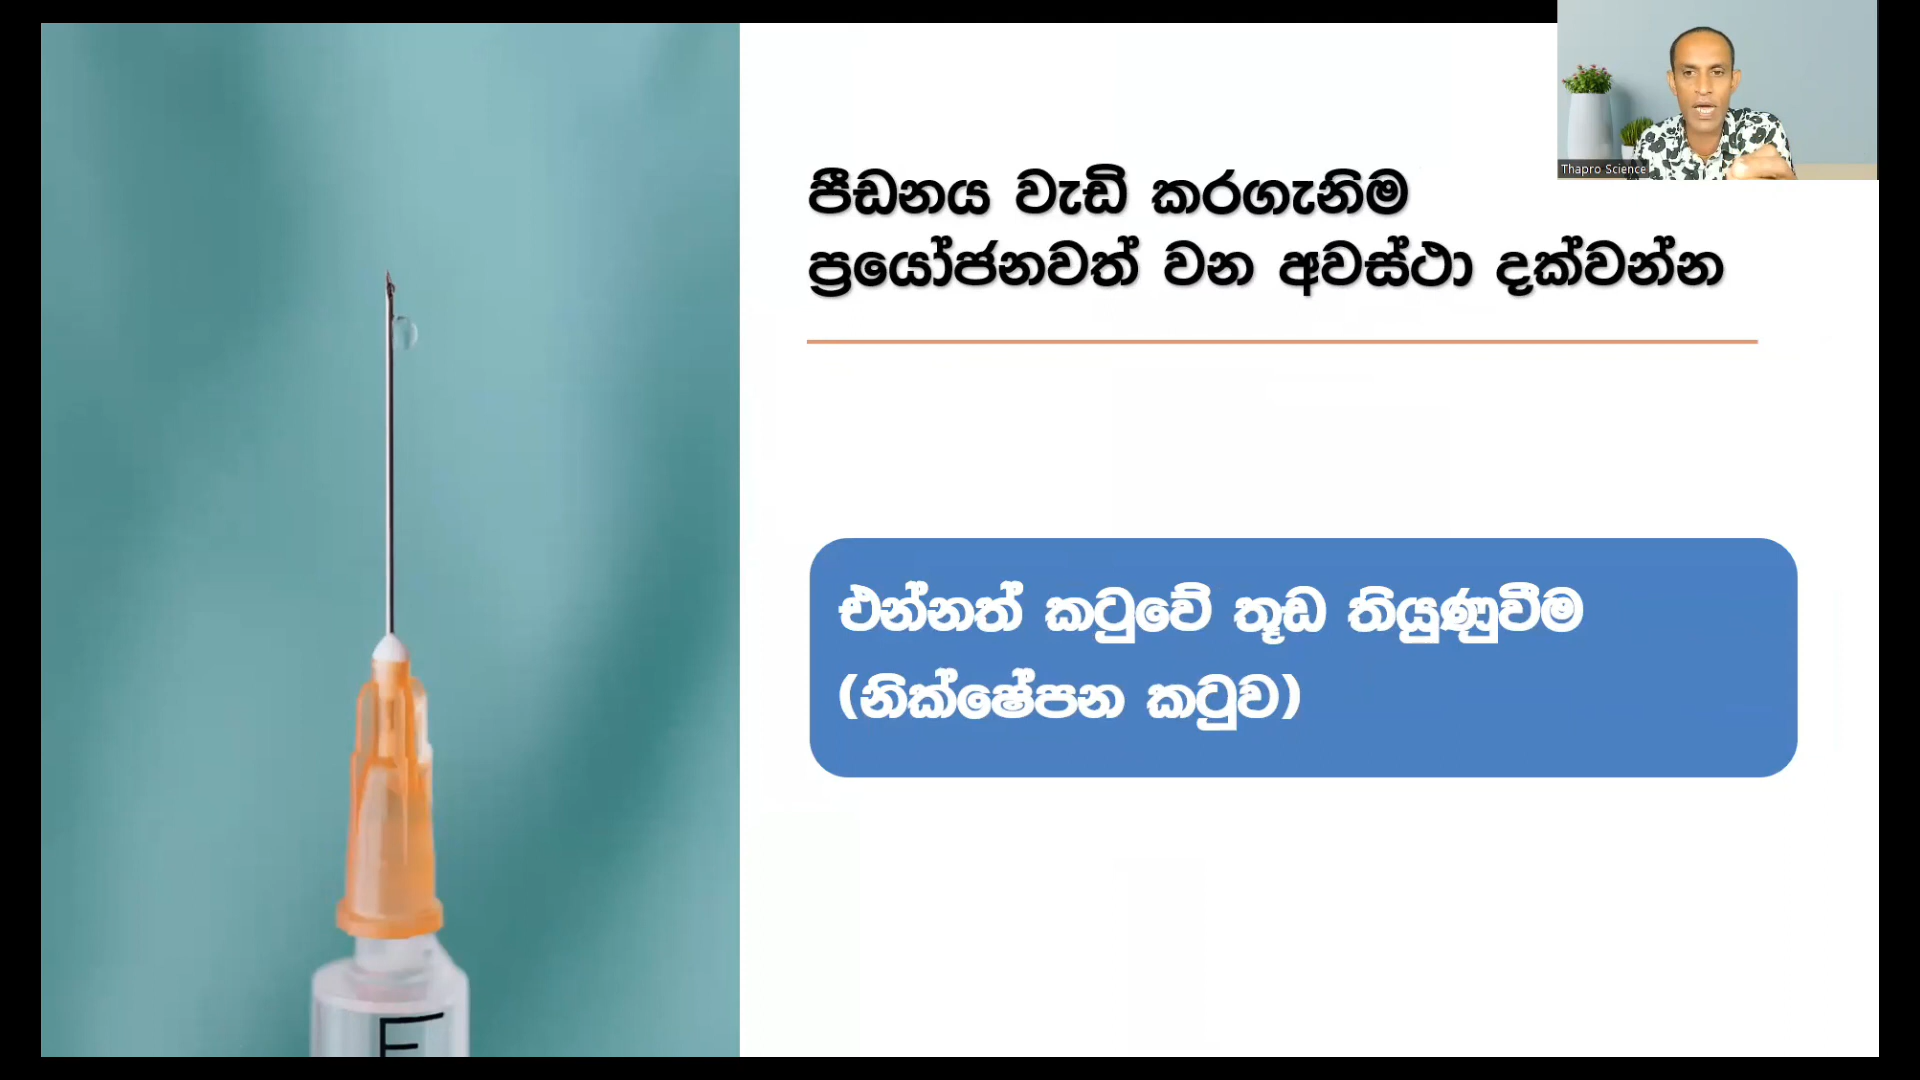 Thapro Science
පීඩනය වැඩි කරගැනිම
ප්‍රයෝජනවත් වන අවස්ථා දක්වන්න
එන්නත් කටුවේ තූඩ තියුණුවීම
(නික්ෂේපන කටුව)